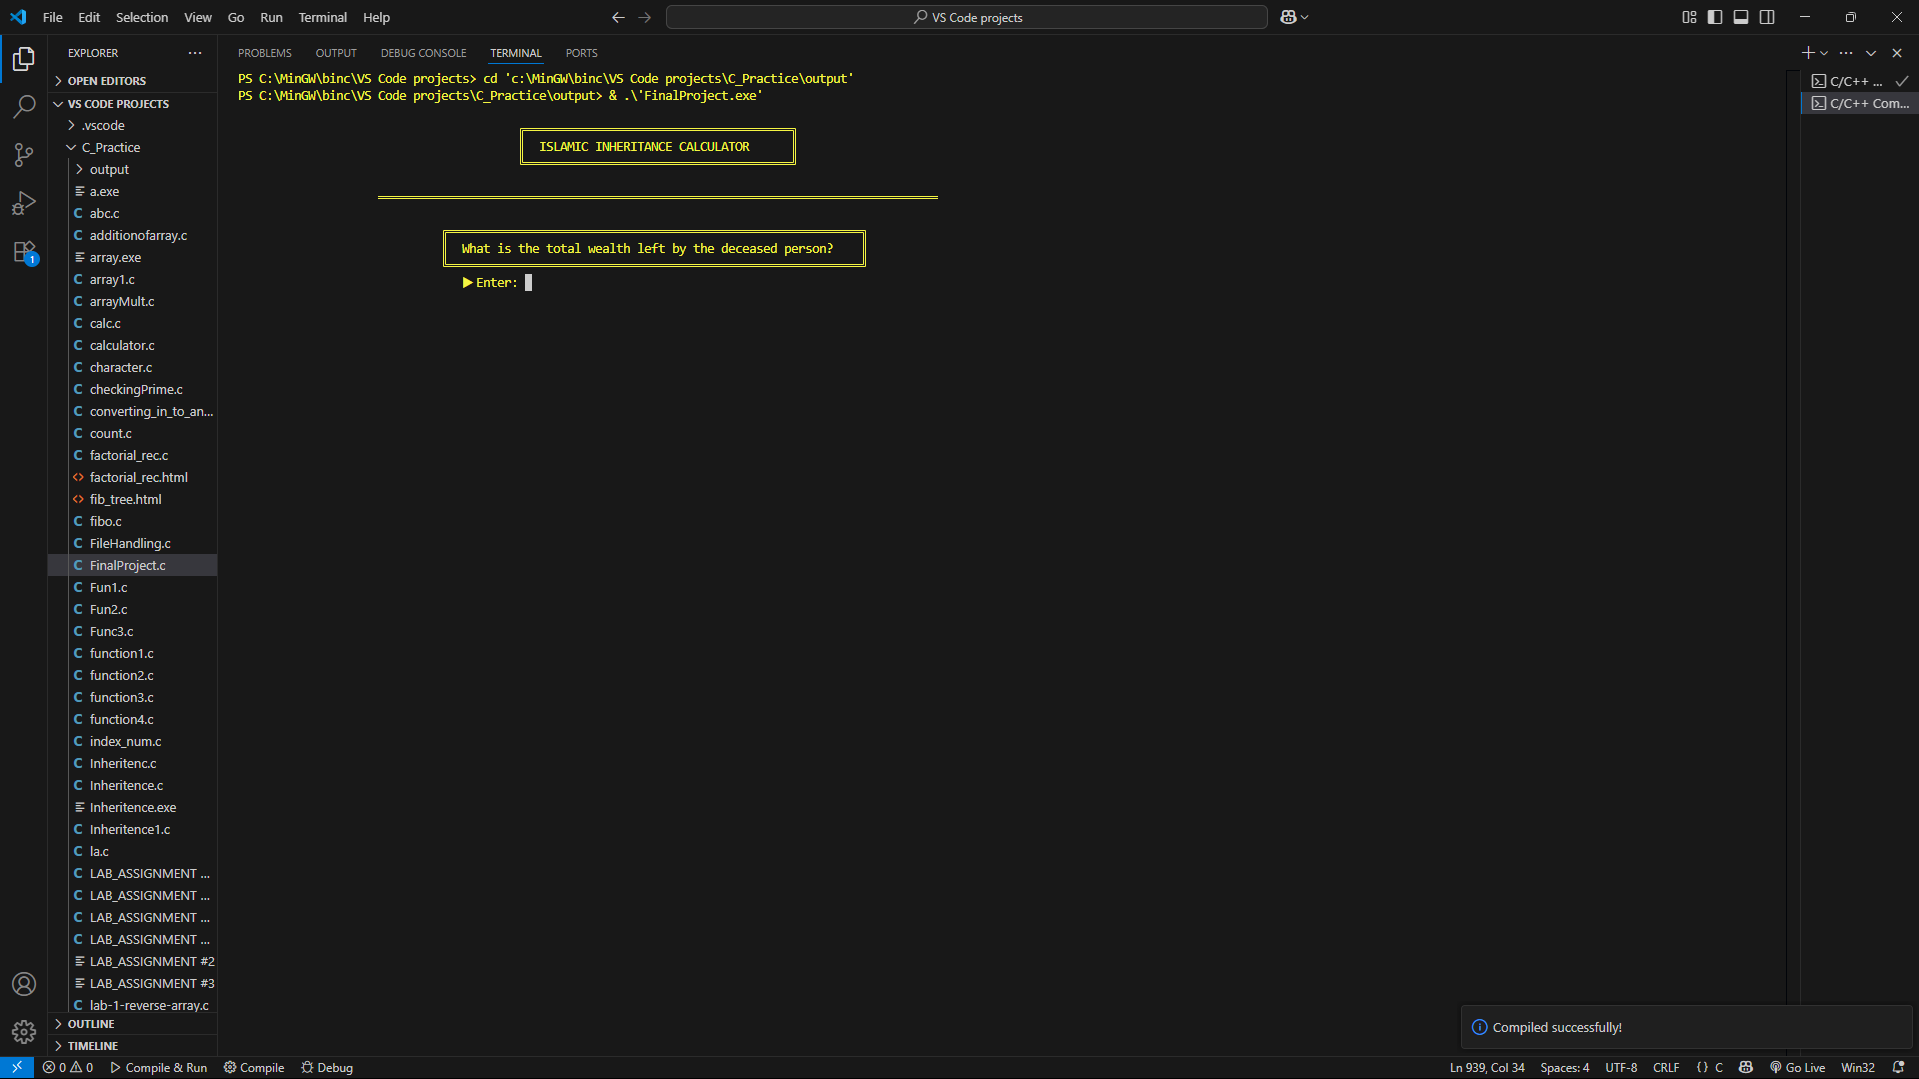 File Edit Selection View Go Run Terminal Help
VS Code projects
EXPLORER
OPEN EDITORS
VS CODE PROJECTS
.vscode
C_Practice
output
a.exe
abc.c
additionofarray.c
array.exe
array1.c
arrayMult.c
calc.c
calculator.c
character.c
checkingPrime.c
converting_in_to_an...
count.c
factorial_rec.c
factorial_rec.html
fib_tree.html
fibo.c
FileHandling.c
FinalProject.c
Fun1.c
Fun2.c
Func3.c
function1.c
function2.c
function3.c
function4.c
index_num.c
Inheritenc.c
Inheritence.c
Inheritence.exe
Inheritence1.c
la.c
LAB_ASSIGNMENT ...
LAB_ASSIGNMENT ...
LAB_ASSIGNMENT ...
LAB_ASSIGNMENT ...
LAB_ASSIGNMENT #2
LAB_ASSIGNMENT #3
lab-1-reverse-array.c
OUTLINE
TIMELINE
1
PROBLEMS OUTPUT DEBUG CONSOLE TERMINAL PORTS
PS C:\MinGW\binc\VS Code projects> cd 'c:\MinGW\binc\VS Code projects\C_Practice\output'
PS C:\MinGW\binc\VS Code projects\C_Practice\output> & .\'FinalProject.exe'
ISLAMIC INHERITANCE CALCULATOR
What is the total wealth left by the deceased person?
Enter:
C/C++ ...
C/C++ Com...
Compiled successfully!
0 0 Compile & Run Compile Debug Ln 939, Col 34 Spaces: 4 UTF-8 CRLF {} C Go Live Win32